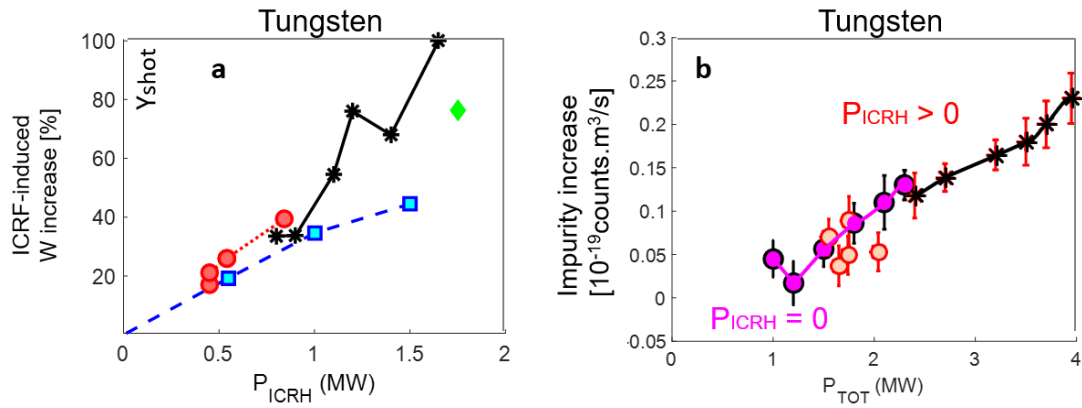 Tungsten
a
Yshot
ICRF-induced
W increase [%]
100
80
60
40
20
0
0.5
1
1.5
2
P_ICRH (MW)
Tungsten
b
Impurity increase
[10^-19 counts.m^3/s]
0.3
0.25
0.2
0.15
0.1
0.05
0
-0.05
P_ICRH > 0
P_ICRH = 0
0
1
2
3
4
P_TOT (MW)